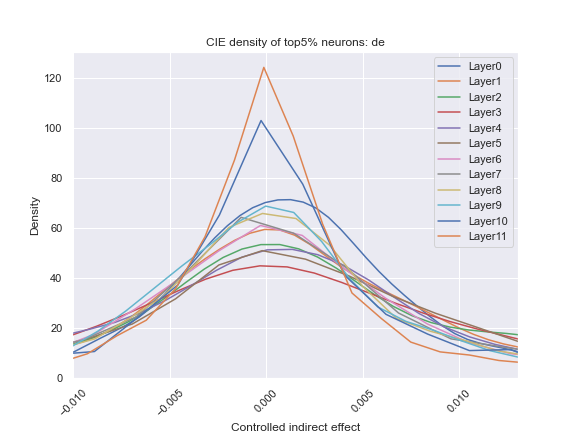 CIE density of top5% neurons: de
Density
120
100
80
60
40
20
0
−0.010
−0.005
0.000
0.005
0.010
Controlled indirect effect
Layer0
Layer1
Layer2
Layer3
Layer4
Layer5
Layer6
Layer7
Layer8
Layer9
Layer10
Layer11